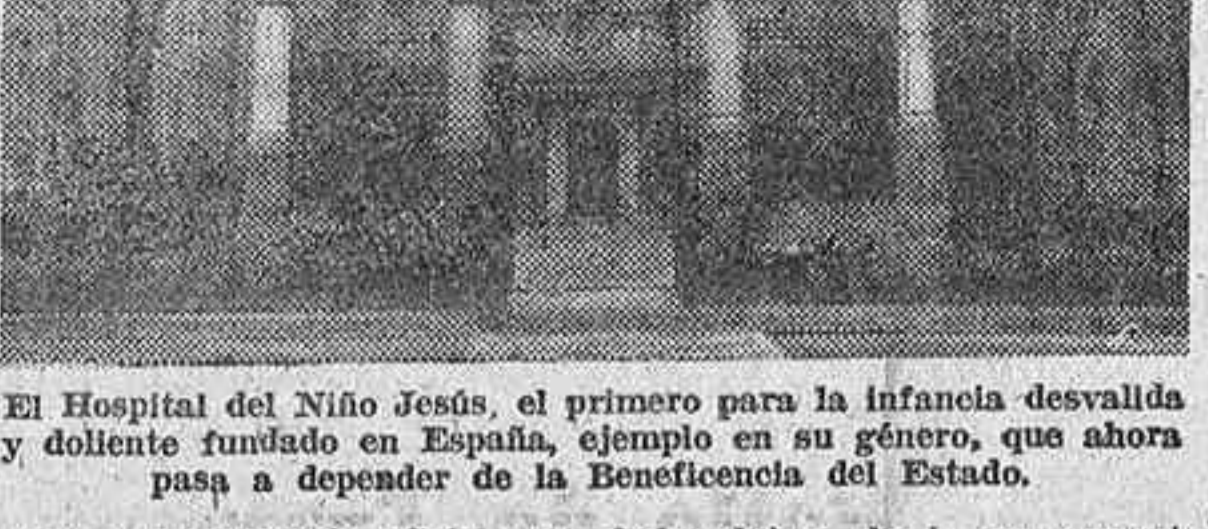 El Hospital del Niño Jesús, el primero para la infancia desvalida
y doliente fundado en España, ejemplo en su género, que ahora
pasa a depender de la Beneficencia del Estado.